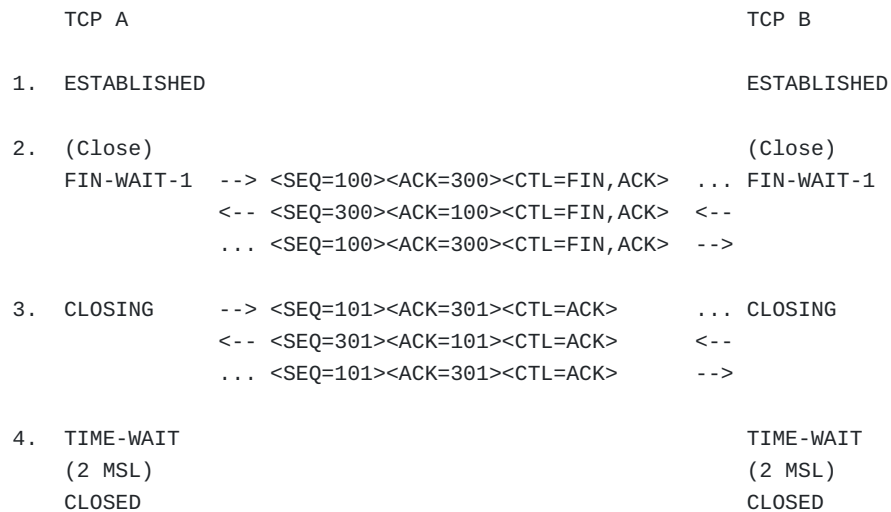 TCP A                                                TCP B

1.  ESTABLISHED                                          ESTABLISHED

2.  (Close)                                              (Close)
    FIN-WAIT-1  --> <SEQ=100><ACK=300><CTL=FIN,ACK>  ... FIN-WAIT-1
                <-- <SEQ=300><ACK=100><CTL=FIN,ACK>  <--
                ... <SEQ=100><ACK=300><CTL=FIN,ACK>  -->

3.  CLOSING     --> <SEQ=101><ACK=301><CTL=ACK>      ... CLOSING
                <-- <SEQ=301><ACK=101><CTL=ACK>      <--
                ... <SEQ=101><ACK=301><CTL=ACK>      -->

4.  TIME-WAIT                                            TIME-WAIT
    (2 MSL)                                              (2 MSL)
    CLOSED                                               CLOSED